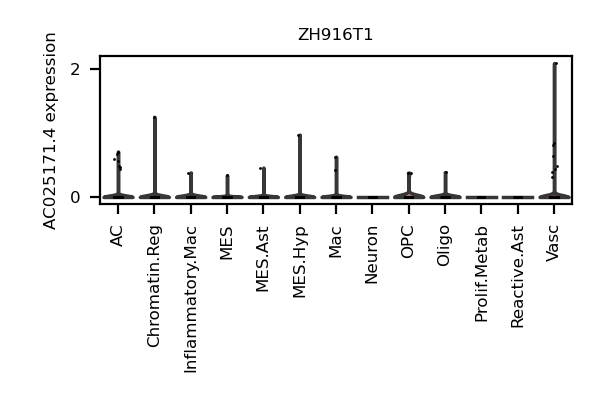 ZH916T1
AC025171.4 expression
2
0
AC
Chromatin.Reg
Inflammatory.Mac
MES
MES.Ast
MES.Hyp
Mac
Neuron
OPC
Oligo
Prolif.Metab
Reactive.Ast
Vasc